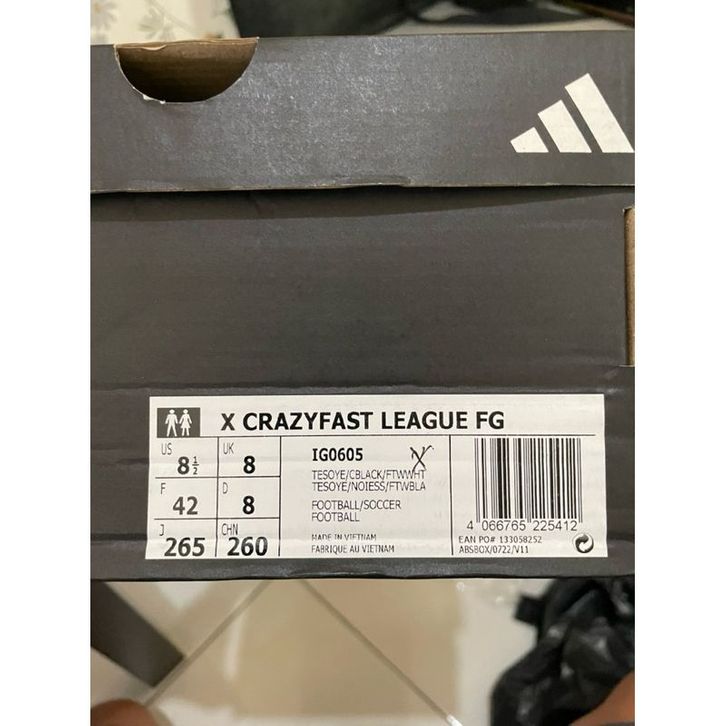 X CRAZYFAST LEAGUE FG
US
8½
UK
8
F
42
D
8
J
265
CHN
260
IG0605
TESOYE/CBLACK/FTWWHT
TESOYE/NOIESS/FTWBLA
FOOTBALL/SOCCER
FOOTBALL
MADE IN VIETNAM
FABRIQUE AU VIETNAM
4 066765 225412
EAN PO# 133058252
ABSBOX/0722/V11